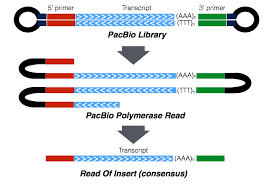 5' primer Transcript 3' primer
(AAA)n
(TTT)n
PacBio Library
(AAA)n
(TTT)n
PacBio Polymerase Read
Transcript
(AAA)n
Read Of Insert (consensus)